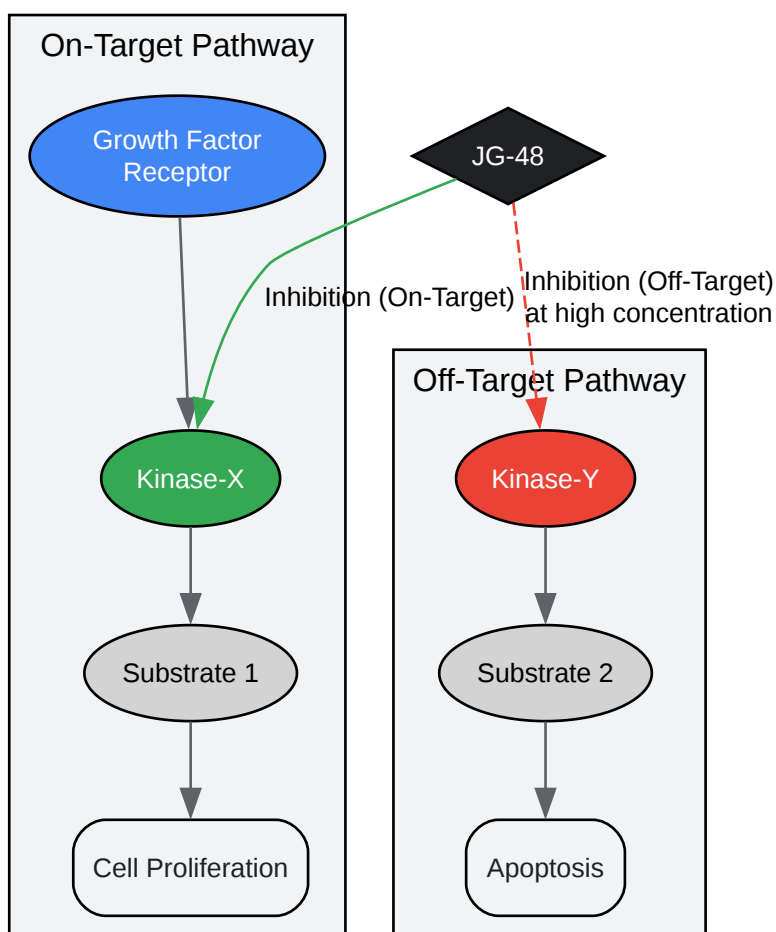 On-Target Pathway
Growth Factor
Receptor
JG-48
Inhibition (On-Target)
Inhibition (Off-Target)
at high concentration
Off-Target Pathway
Kinase-X
Kinase-Y
Substrate 1
Substrate 2
Cell Proliferation
Apoptosis